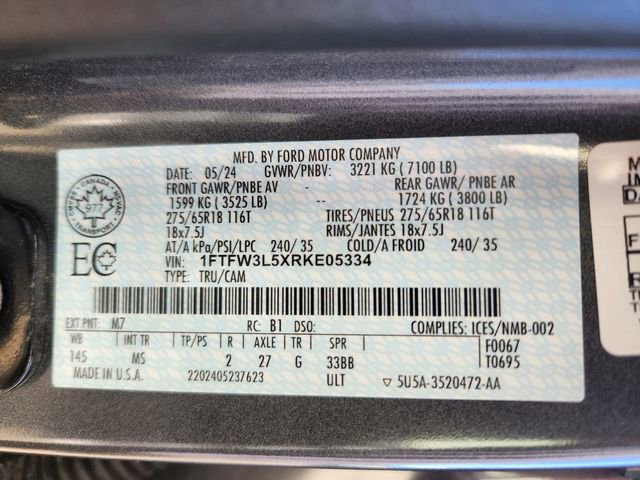 MFD. BY FORD MOTOR COMPANY
DATE: 05/24 GVWR/PNBV: 3221 KG ( 7100 LB)
FRONT GAWR/PNBE AV -- REAR GAWR/ PNBE AR
1599 KG ( 3525 LB) -- 1724 KG ( 3800 LB)
275/65R18 116T TIRES/PNEUS 275/65R18 116T
18x7.5J RIMS/JANTES 18x7.5J
AT/A kPa/PSI/LPC 240/ 35 COLD/A FROID 240/ 35
VIN: 1FTFW3L5XRKE05334
TYPE: TRU/CAM
CANADA
977
TRANSPORT
EC
EXT PNT: M7 RC: B1 DSO: COMPLIES: ICES/NMB-002
WB INT TR TP/PS R AXLE TR SPR F0067
145 MS 2 27 G 33BB T0695
MADE IN U.S.A. 2202405237623 ULT ▽ 5U5A-3520472-AA